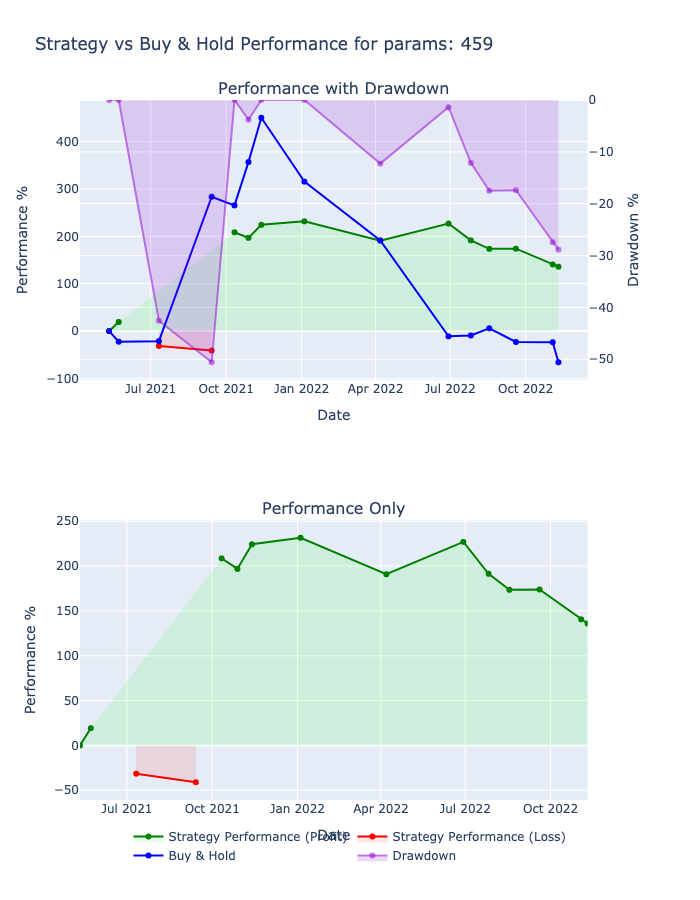 Strategy vs Buy & Hold Performance for params: 459
Performance with Drawdown
400
300
200
100
0
−100
0
−10
−20
−30
−40
−50
Performance %
Drawdown %
Jul 2021 Oct 2021 Jan 2022 Apr 2022 Jul 2022 Oct 2022
Date
Performance Only
250
200
150
100
50
0
−50
Performance %
Jul 2021 Oct 2021 Jan 2022 Apr 2022 Jul 2022 Oct 2022
Date
Strategy Performance (Profit) Strategy Performance (Loss)
Buy & Hold Drawdown